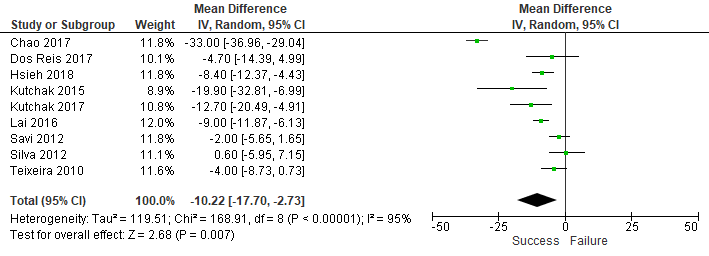 Mean Difference Mean Difference
Study or Subgroup Weight IV, Random, 95% CI IV, Random, 95% CI
Chao 2017 11.8% -33.00 [-36.96, -29.04]
Dos Reis 2017 10.1% -4.70 [-14.39, 4.99]
Hsieh 2018 11.8% -8.40 [-12.37, -4.43]
Kutchak 2015 8.9% -19.90 [-32.81, -6.99]
Kutchak 2017 10.8% -12.70 [-20.49, -4.91]
Lai 2016 12.0% -9.00 [-11.87, -6.13]
Savi 2012 11.8% -2.00 [-5.65, 1.65]
Silva 2012 11.1% 0.60 [-5.95, 7.15]
Teixeira 2010 11.6% -4.00 [-8.73, 0.73]
Total (95% CI) 100.0% -10.22 [-17.70, -2.73]
Heterogeneity: Tau² = 119.51; Chi² = 168.91, df = 8 (P < 0.00001); I² = 95%
Test for overall effect: Z = 2.68 (P = 0.007)
-50 -25 0 25 50
Success Failure